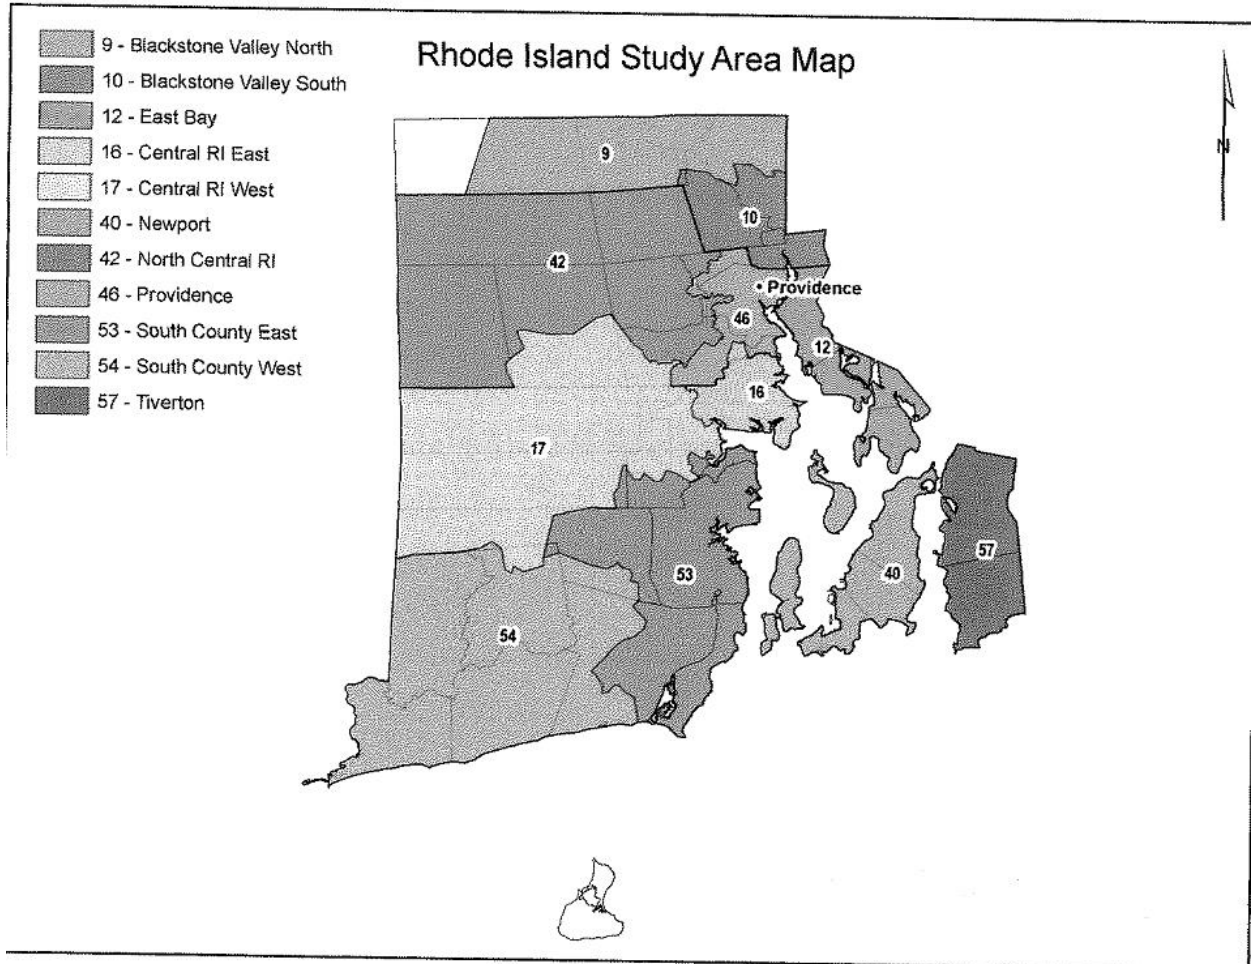 Rhode Island Study Area Map
9 - Blackstone Valley North
10 - Blackstone Valley South
12 - East Bay
16 - Central RI East
17 - Central RI West
40 - Newport
42 - North Central RI
46 - Providence
53 - South County East
54 - South County West
57 - Tiverton
N
9
10
42
Providence
46
12
16
17
57
40
53
54